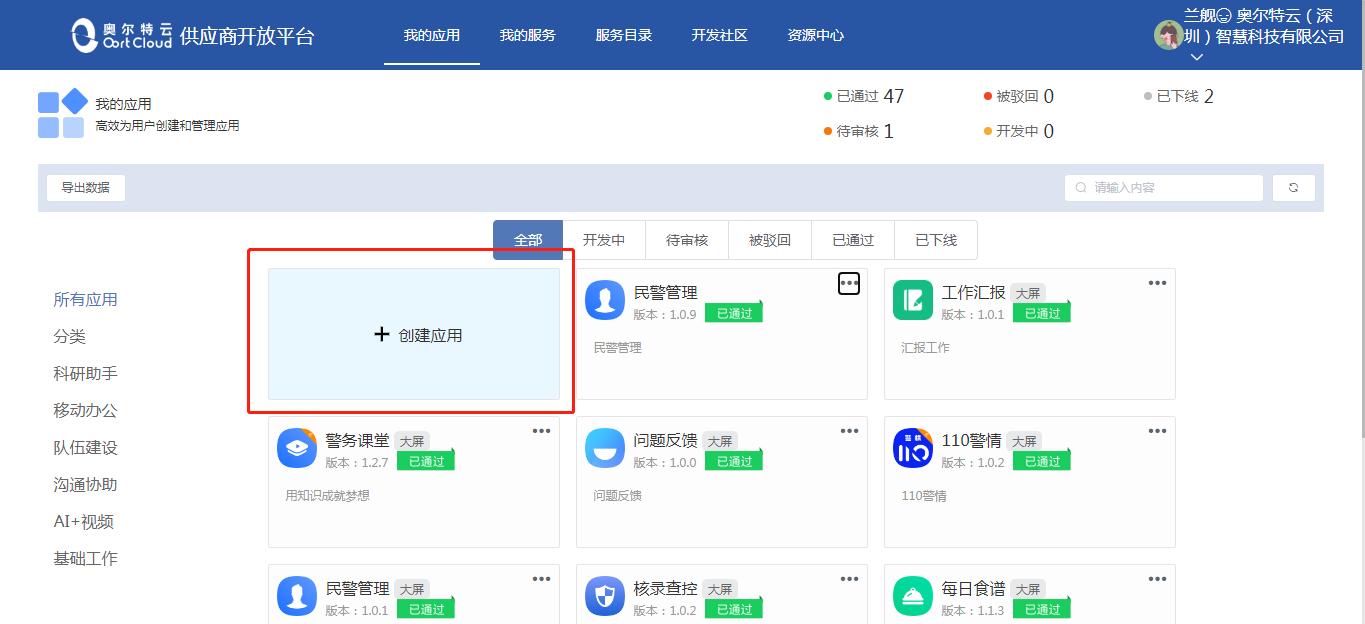 奥尔特云
OortCloud
供应商开放平台
我的应用
我的服务
服务目录
开发社区
资源中心
兰舰 奥尔特云（深
圳）智慧科技有限公司
我的应用
高效为用户创建和管理应用
已通过 47
被驳回 0
已下线 2
待审核 1
开发中 0
导出数据
请输入内容
全部
开发中
待审核
被驳回
已通过
已下线
所有应用
分类
科研助手
移动办公
队伍建设
沟通协助
AI+视频
基础工作
+ 创建应用
民警管理
版本：1.0.9 已通过
民警管理
工作汇报 大屏
版本：1.0.1 已通过
汇报工作
警务课堂 大屏
版本：1.2.7 已通过
用知识成就梦想
问题反馈 大屏
版本：1.0.0 已通过
问题反馈
110
110警情 大屏
版本：1.0.2 已通过
110警情
民警管理 大屏
版本：1.0.1 已通过
核录查控 大屏
版本：1.0.2 已通过
每日食谱 大屏
版本：1.1.3 已通过